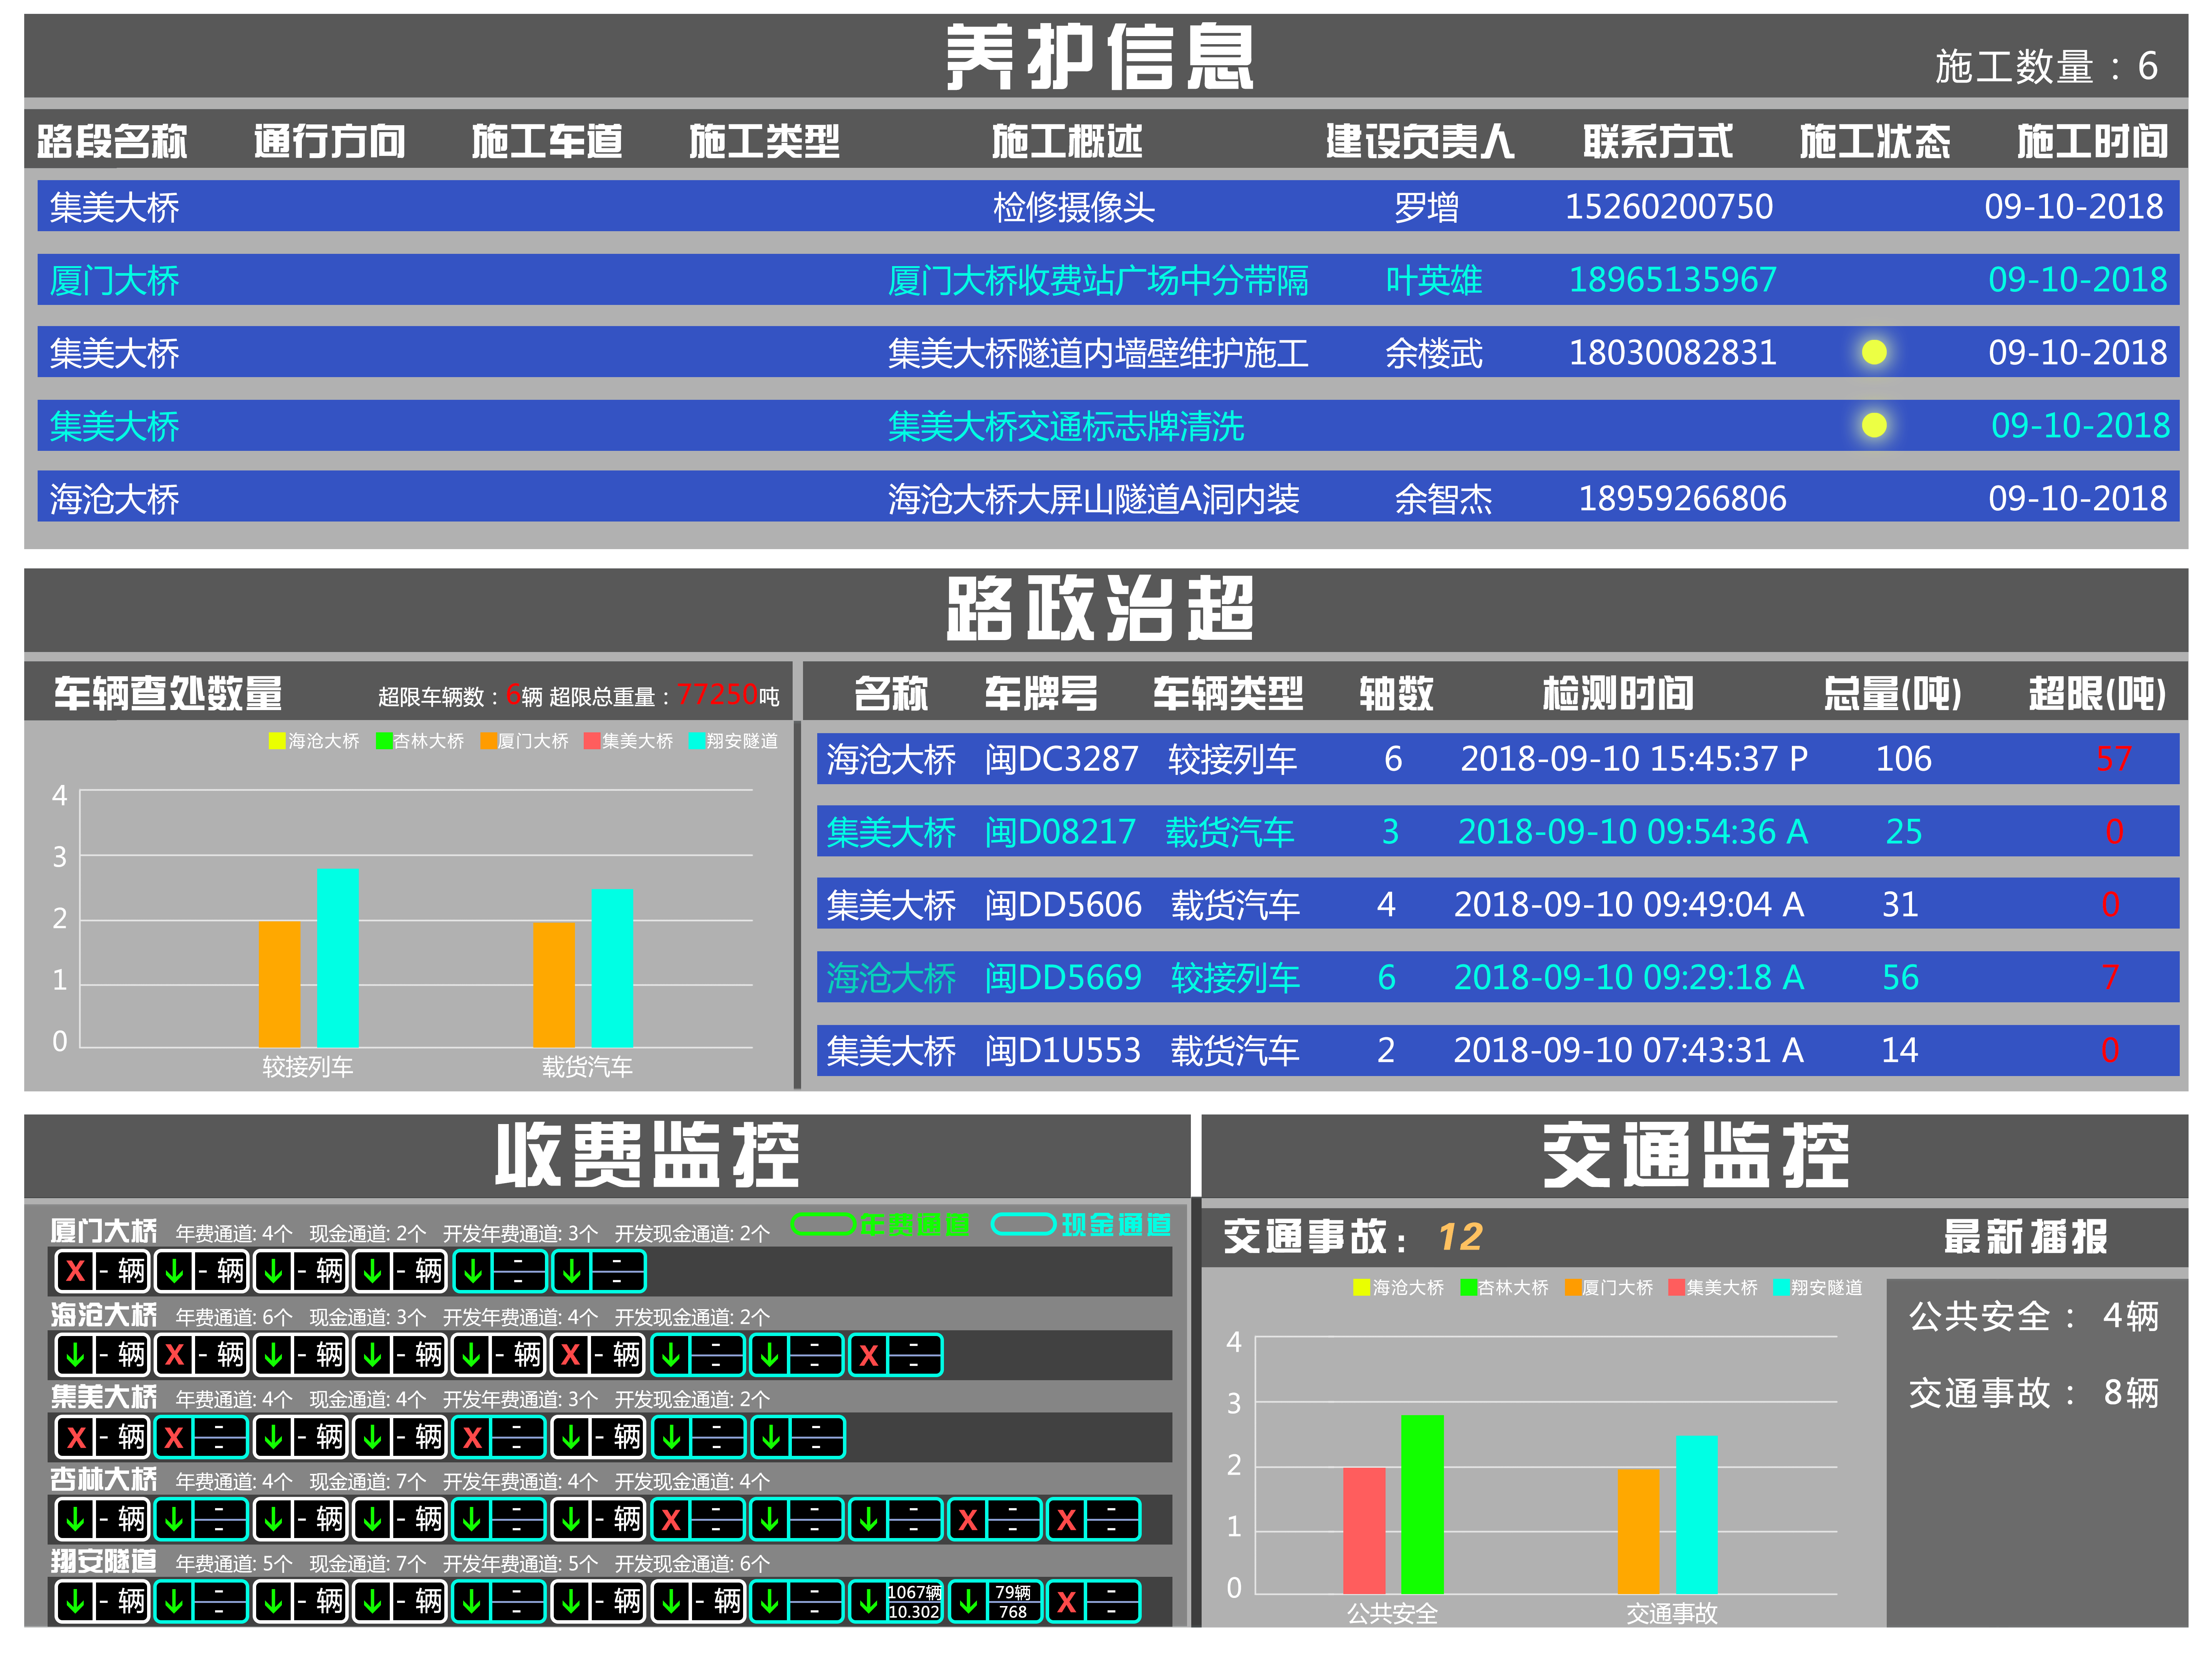 养护信息
施工数量：6
路段名称 通行方向 施工车道 施工类型 施工概述 建设负责人 联系方式 施工状态 施工时间
集美大桥 检修摄像头 罗增 15260200750 09-10-2018
厦门大桥 厦门大桥收费站广场中分带隔 叶英雄 18965135967 09-10-2018
集美大桥 集美大桥隧道内墙壁维护施工 余楼武 18030082831 09-10-2018
集美大桥 集美大桥交通标志牌清洗 09-10-2018
海沧大桥 海沧大桥大屏山隧道A洞内装 余智杰 18959266806 09-10-2018
路政治超
车辆查处数量 超限车辆数：6辆 超限总重量：77250吨
海沧大桥 杏林大桥 厦门大桥 集美大桥 翔安隧道
4
3
2
1
0
较接列车 载货汽车
名称 车牌号 车辆类型 轴数 检测时间 总量(吨) 超限(吨)
海沧大桥 闽DC3287 较接列车 6 2018-09-10 15:45:37 P 106 57
集美大桥 闽D08217 载货汽车 3 2018-09-10 09:54:36 A 25 0
集美大桥 闽DD5606 载货汽车 4 2018-09-10 09:49:04 A 31 0
海沧大桥 闽DD5669 较接列车 6 2018-09-10 09:29:18 A 56 7
集美大桥 闽D1U553 载货汽车 2 2018-09-10 07:43:31 A 14 0
收费监控
年费通道 现金通道
厦门大桥 年费通道: 4个 现金通道: 2个 开发年费通道: 3个 开发现金通道: 2个
X - 辆 ↓ - 辆 ↓ - 辆 ↓ - 辆 ↓ - - ↓ - -
海沧大桥 年费通道: 6个 现金通道: 3个 开发年费通道: 4个 开发现金通道: 2个
↓ - 辆 X - 辆 ↓ - 辆 ↓ - 辆 ↓ - 辆 X - 辆 ↓ - - ↓ - - X - -
集美大桥 年费通道: 4个 现金通道: 4个 开发年费通道: 3个 开发现金通道: 2个
X - 辆 X - - ↓ - 辆 ↓ - 辆 X - - ↓ - 辆 ↓ - - ↓ - -
杏林大桥 年费通道: 4个 现金通道: 7个 开发年费通道: 4个 开发现金通道: 4个
↓ - 辆 ↓ - - ↓ - 辆 ↓ - 辆 ↓ - - ↓ - 辆 X - - ↓ - - ↓ - - X - - X - -
翔安隧道 年费通道: 5个 现金通道: 7个 开发年费通道: 5个 开发现金通道: 6个
↓ - 辆 ↓ - - ↓ - 辆 ↓ - 辆 ↓ - - ↓ - 辆 ↓ - 辆 ↓ - - ↓ 1067辆 10.302 ↓ 79辆 768 X - -
交通监控
交通事故: 12
海沧大桥 杏林大桥 厦门大桥 集美大桥 翔安隧道
4
3
2
1
0
公共安全 交通事故
最新播报
公共安全： 4辆
交通事故： 8辆